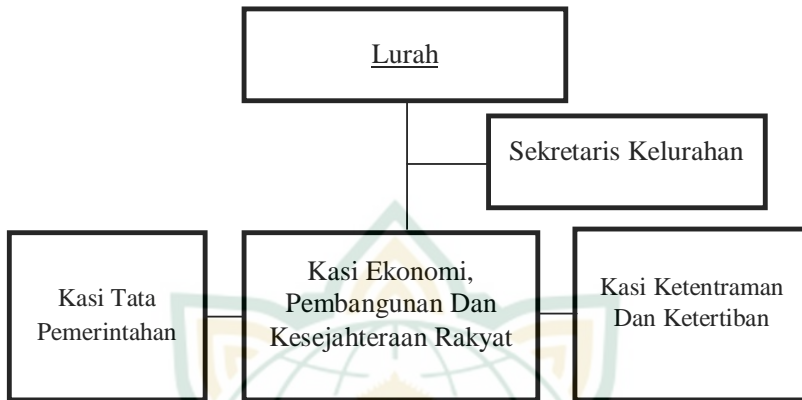 Lurah
Sekretaris Kelurahan
Kasi Tata
Pemerintahan
Kasi Ekonomi,
Pembangunan Dan
Kesejahteraan Rakyat
Kasi Ketentraman
Dan Ketertiban